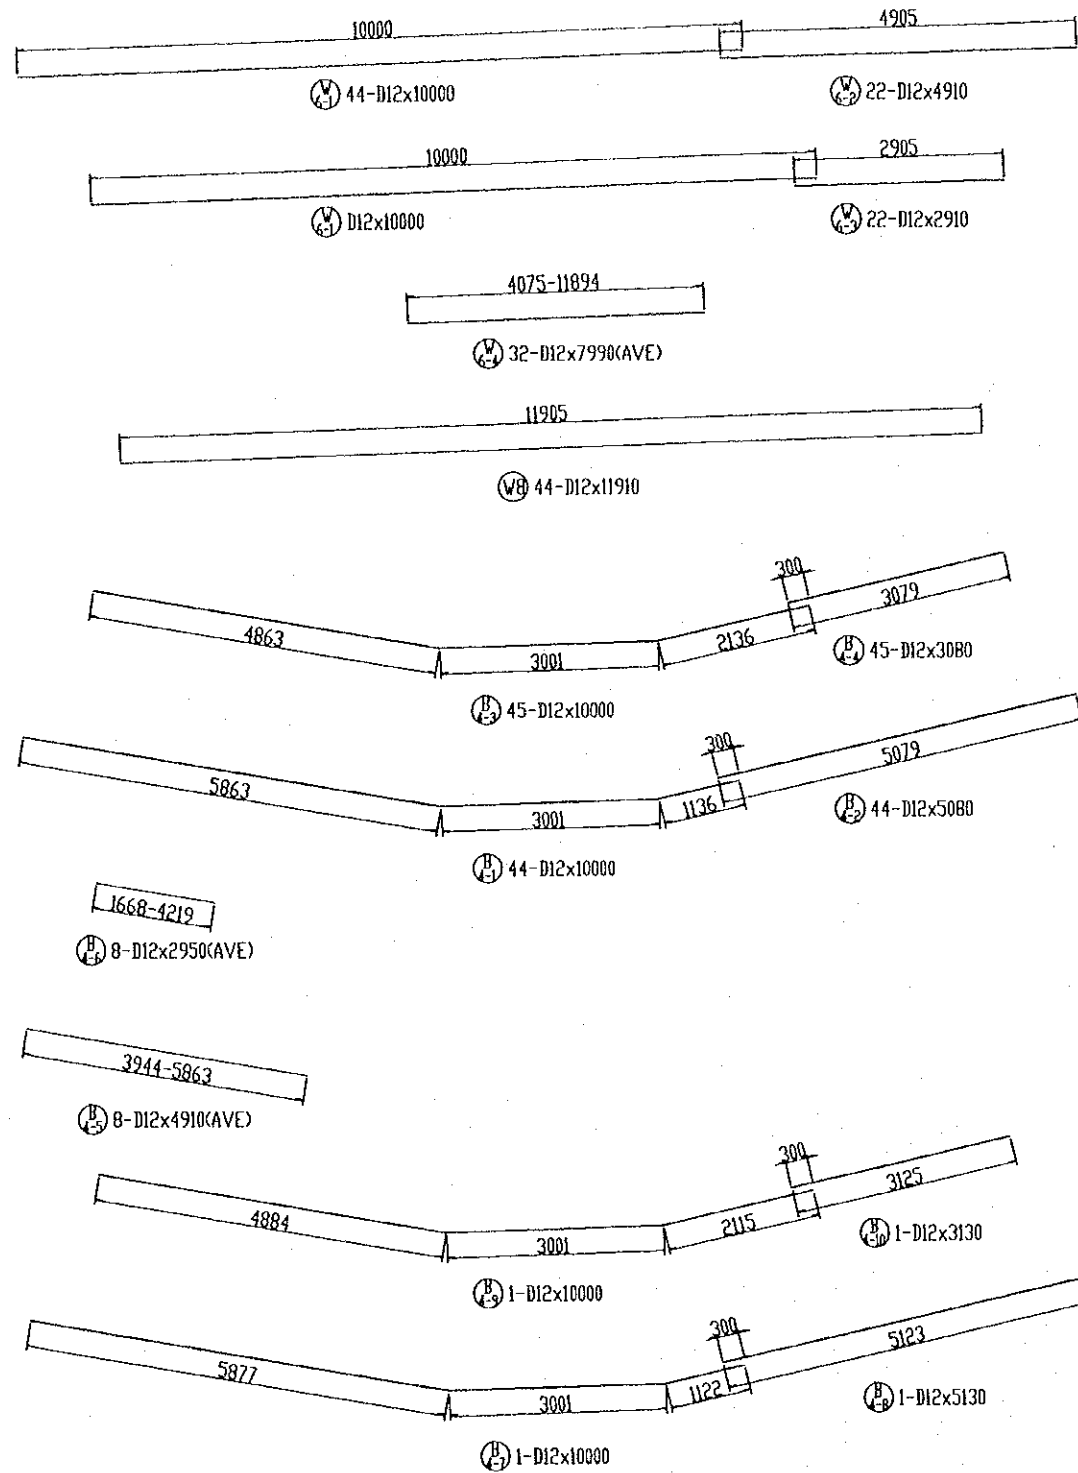 10000 4905
W 6-1 44-D12x10000 W 6-2 22-D12x4910
10000 2905
W 6-1 D12x10000 W 6-3 22-D12x2910
4075-11894
W 6-4 32-D12x7990(AVE)
11905
W8 44-D12x11910
300
4863 3001 2136 3079
B 4-4 45-D12x3080
B 4-3 45-D12x10000
300
5863 3001 1136 5079
B 4-2 44-D12x5080
B 4-1 44-D12x10000
1668-4219
B 4-6 8-D12x2950(AVE)
3944-5863
B 4-5 8-D12x4910(AVE)
300
4884 3001 2115 3125
B 4-10 1-D12x3130
B 4-9 1-D12x10000
300
5877 3001 1122 5123
B 4-8 1-D12x5130
B 4-7 1-D12x10000